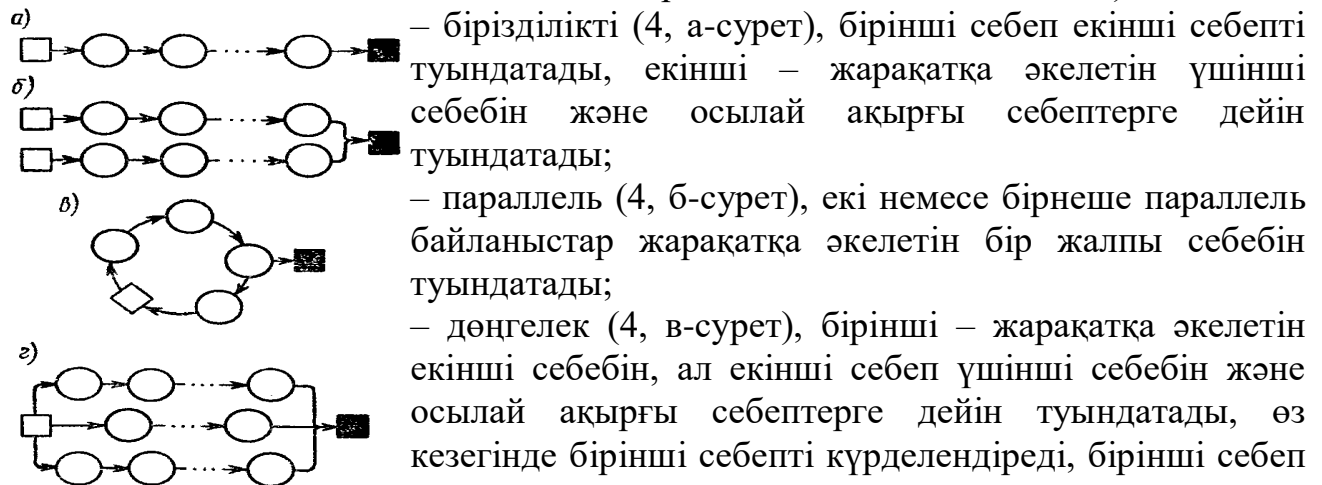 а)
б)
в)
г)
– бірізділікті (4, а-сурет), бірінші себеп екінші себепті
туындатады, екінші – жарақатқа әкелетін үшінші
себебін және осылай ақырғы себептерге дейін
туындатады;
– параллель (4, б-сурет), екі немесе бірнеше параллель
байланыстар жарақатқа әкелетін бір жалпы себебін
туындатады;
– дөңгелек (4, в-сурет), бірінші – жарақатқа әкелетін
екінші себебін, ал екінші себеп үшінші себебін және
осылай ақырғы себептерге дейін туындатады, өз
кезегінде бірінші себепті күрделендіреді, бірінші себеп